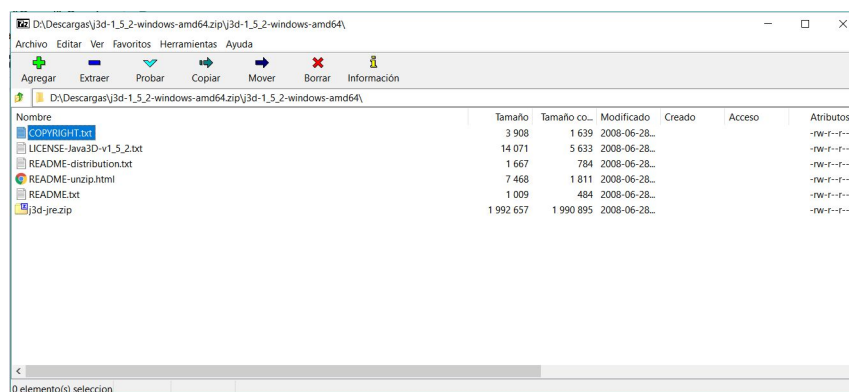 D:\Descargas\j3d-1_5_2-windows-amd64.zip\j3d-1_5_2-windows-amd64\
Archivo Editar Ver Favoritos Herramientas Ayuda
Agregar Extraer Probar Copiar Mover Borrar Información
D:\Descargas\j3d-1_5_2-windows-amd64.zip\j3d-1_5_2-windows-amd64\
Nombre Tamaño Tamaño co... Modificado Creado Acceso Atributos
COPYRIGHT.txt 3 908 1 639 2008-06-28... -rw-r--r--
LICENSE-Java3D-v1_5_2.txt 14 071 5 633 2008-06-28... -rw-r--r--
README-distribution.txt 1 667 784 2008-06-28... -rw-r--r--
README-unzip.html 7 468 1 811 2008-06-28... -rw-r--r--
README.txt 1 009 484 2008-06-28... -rw-r--r--
j3d-jre.zip 1 992 657 1 990 895 2008-06-28... -rw-r--r--
0 elemento(s) seleccion